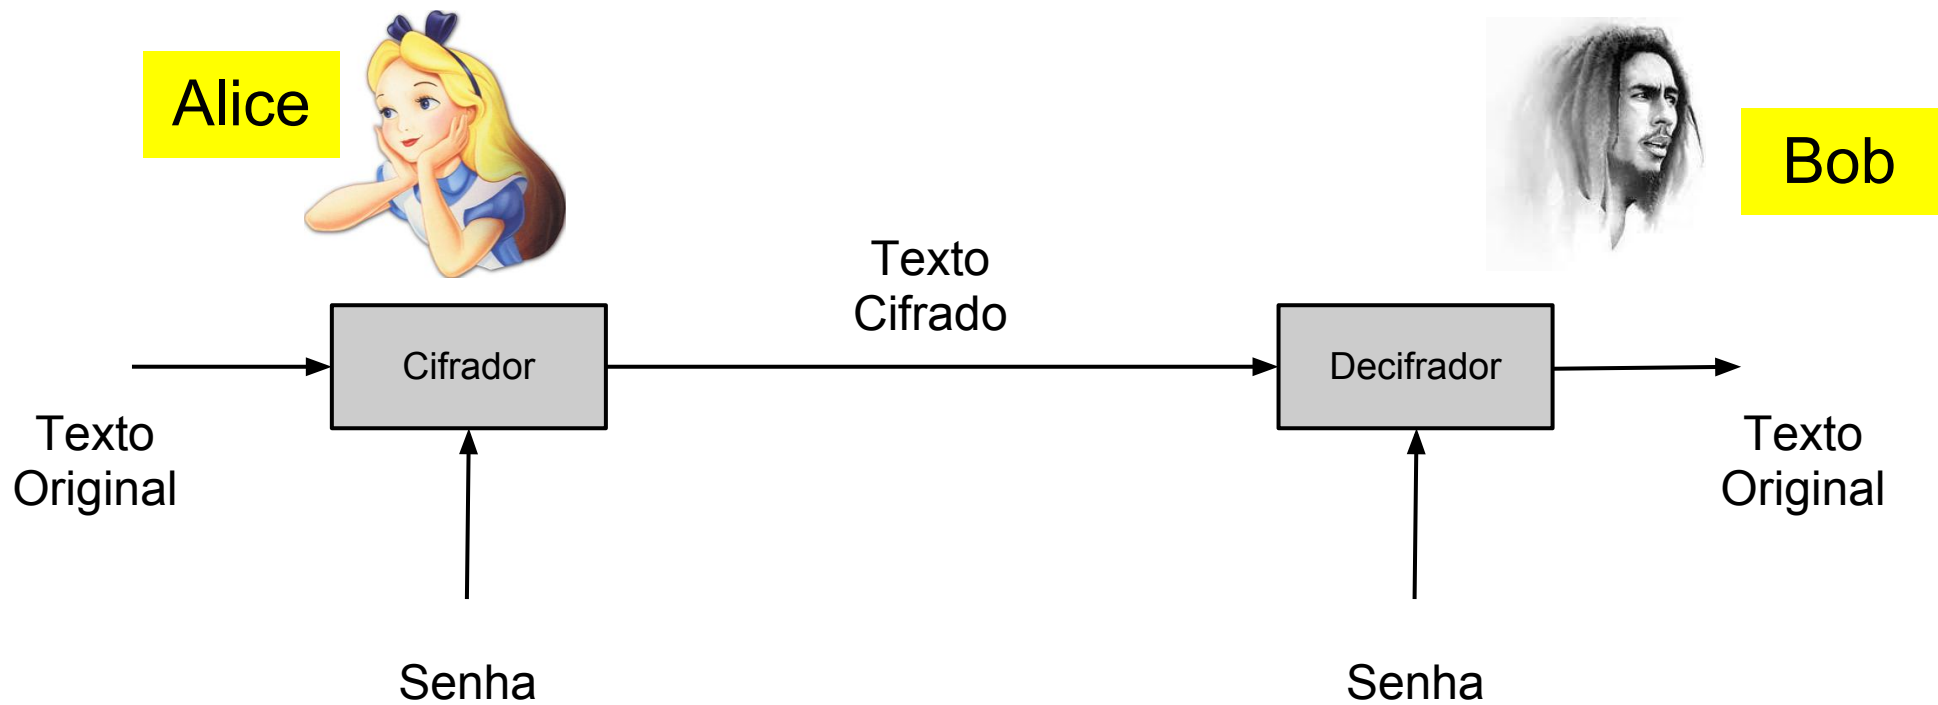 Alice
Bob
Texto
Cifrado
Cifrador
Decifrador
Texto
Original
Texto
Original
Senha
Senha